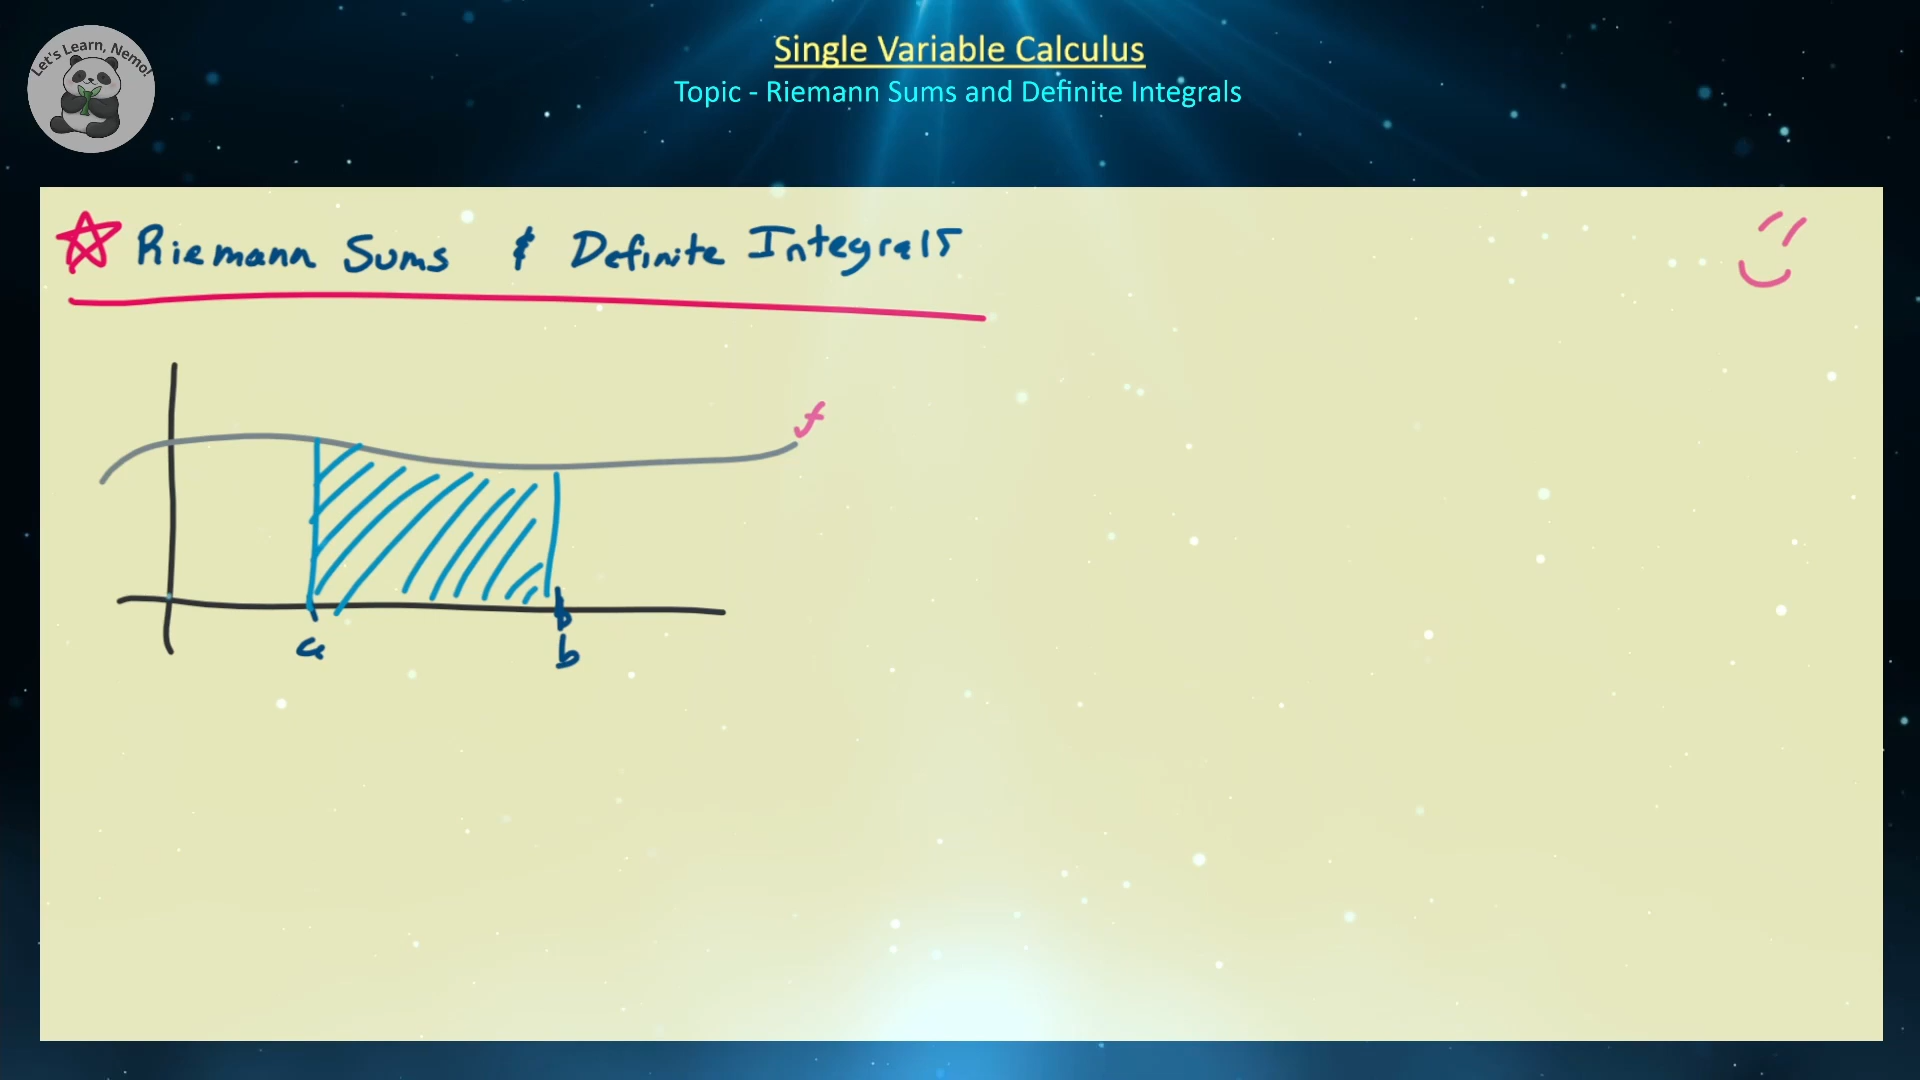 Let's Learn, Nemo!
Single Variable Calculus
Topic - Riemann Sums and Definite Integrals
Riemann Sums & Definite Integrals
f
a
b